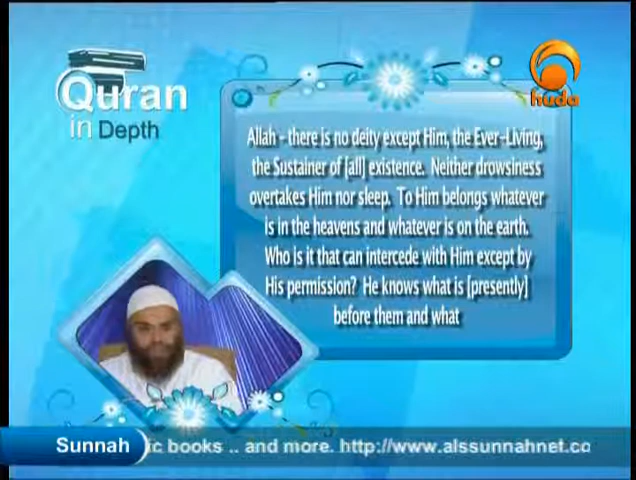 Quran
in Depth
huda
Allah - there is no deity except Him, the Ever-Living,
the Sustainer of [all] existence. Neither drowsiness
overtakes Him nor sleep. To Him belongs whatever
is in the heavens and whatever is on the earth.
Who is it that can intercede with Him except by
His permission? He knows what is [presently]
before them and what
Sunnah
ic books .. and more. http://www.alssunnahnet.co